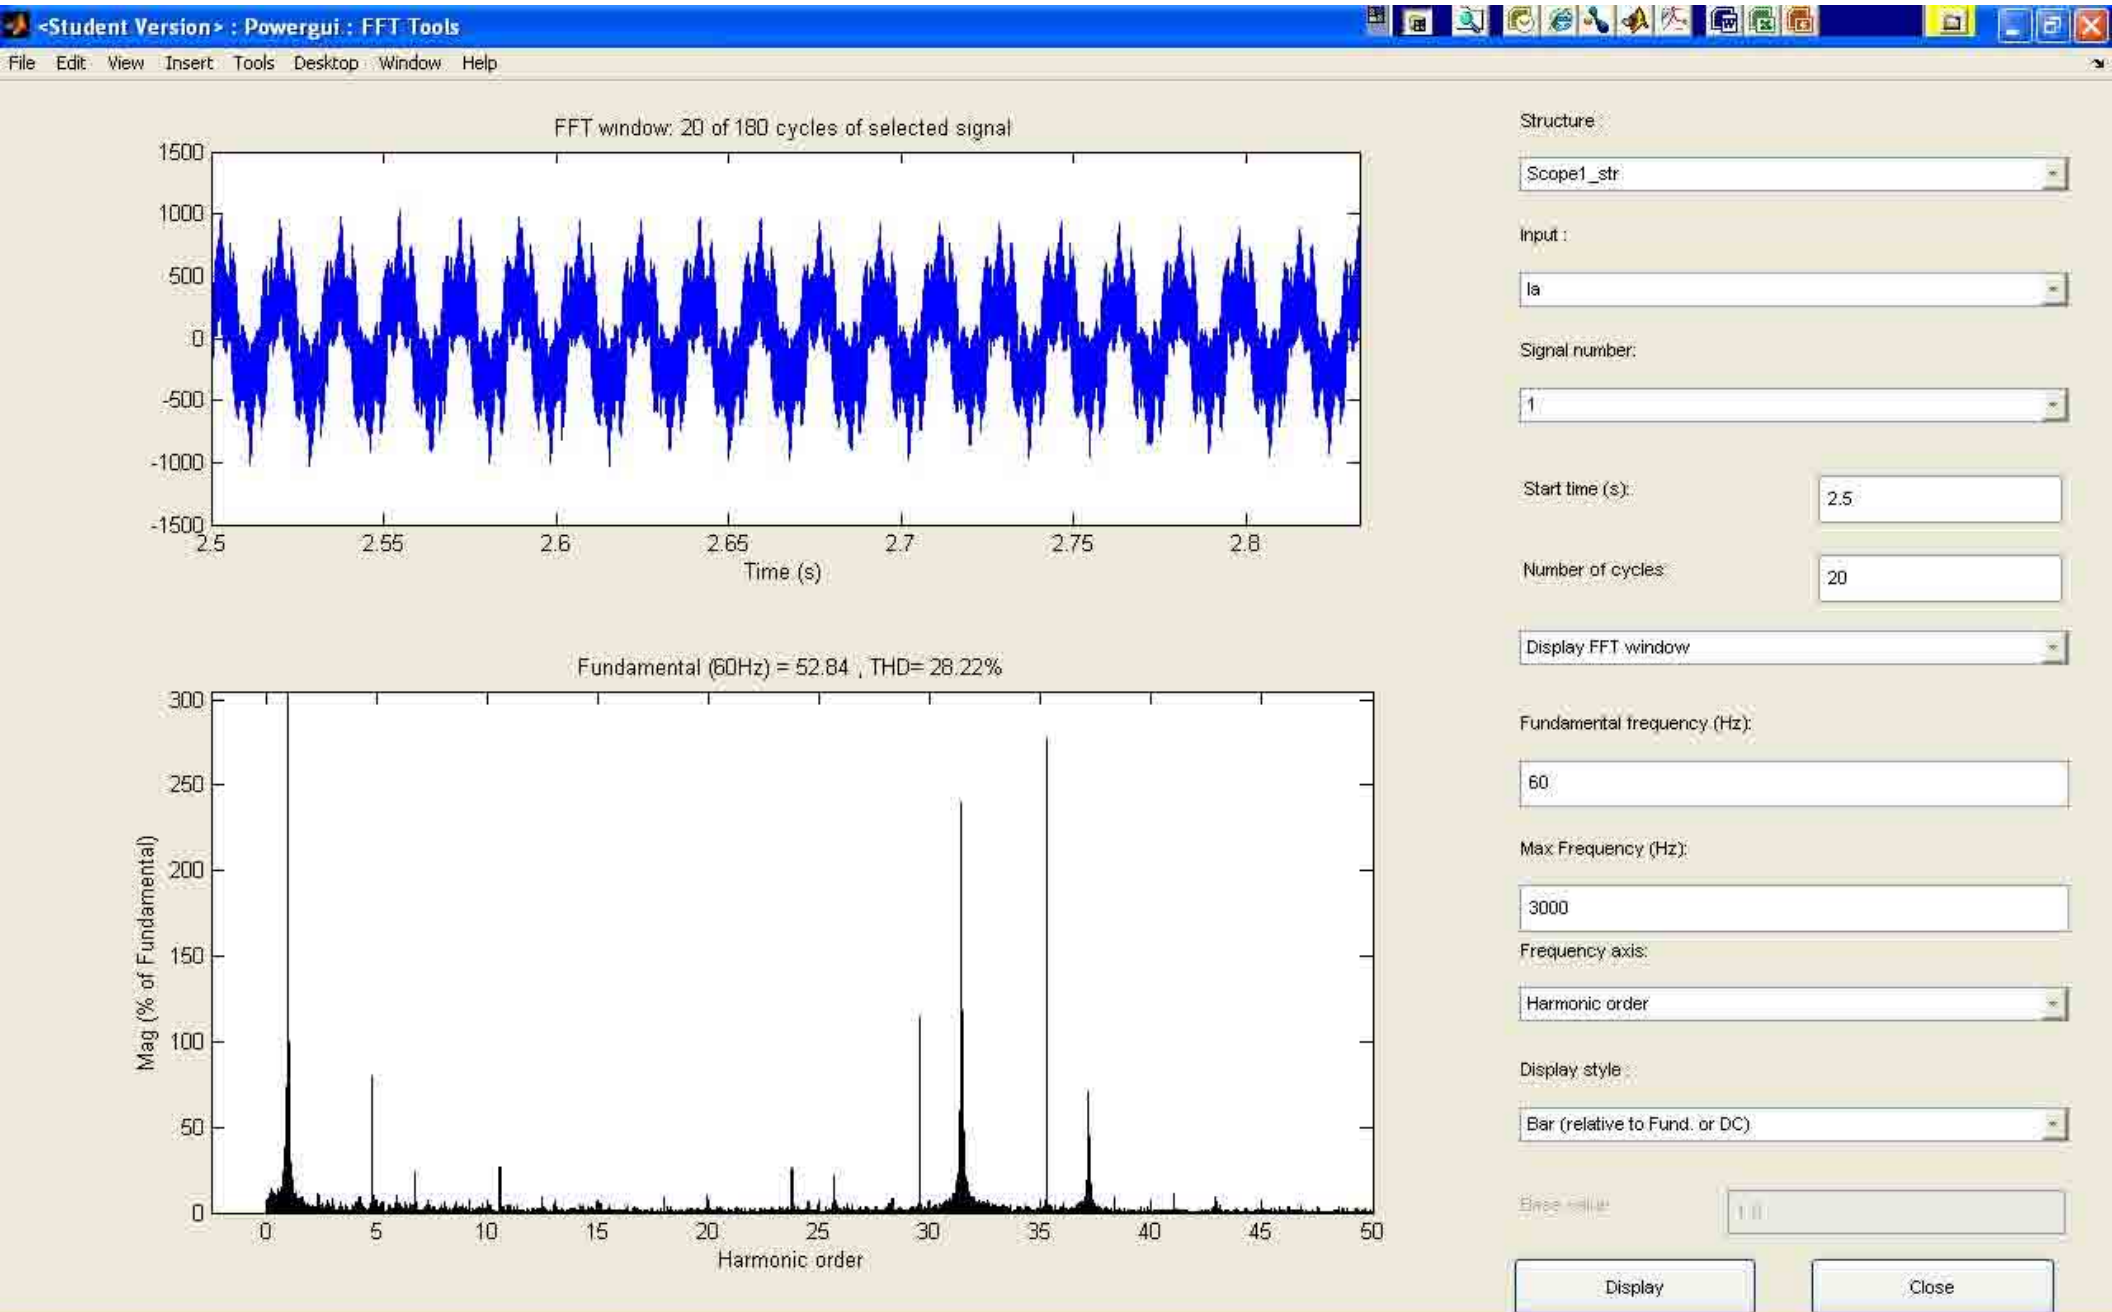 <Student Version> : Powergui : FFT Tools
File Edit View Insert Tools Desktop Window Help
FFT window: 20 of 180 cycles of selected signal
1500
1000
500
0
-500
-1000
-1500
2.5 2.55 2.6 2.65 2.7 2.75 2.8
Time (s)
Fundamental (60Hz) = 52.84 , THD= 28.22%
Mag (% of Fundamental)
300
250
200
150
100
50
0
0 5 10 15 20 25 30 35 40 45 50
Harmonic order
Structure :
Scope1_str
Input :
Ia
Signal number:
1
Start time (s):
2.5
Number of cycles:
20
Display FFT window
Fundamental frequency (Hz):
60
Max Frequency (Hz):
3000
Frequency axis:
Harmonic order
Display style :
Bar (relative to Fund. or DC)
Base value:
1.0
Display
Close